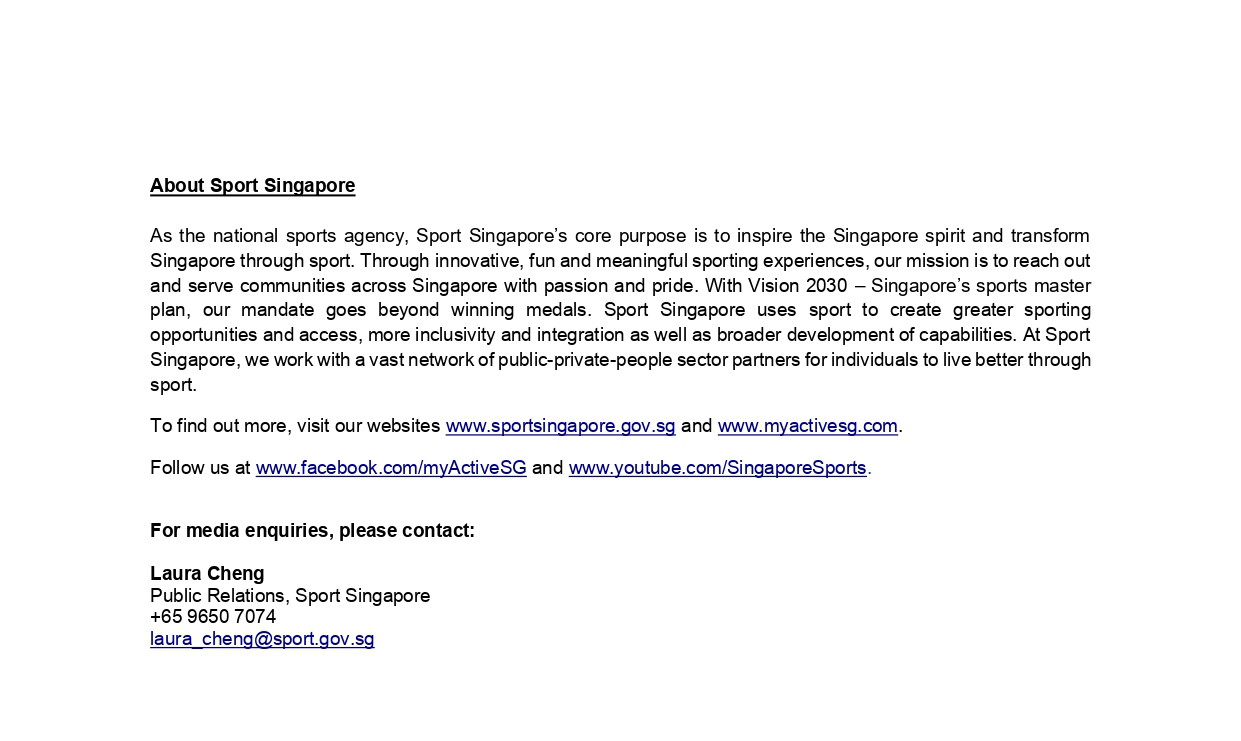 About Sport Singapore
As the national sports agency, Sport Singapore’s core purpose is to inspire the Singapore spirit and transform
Singapore through sport. Through innovative, fun and meaningful sporting experiences, our mission is to reach out
and serve communities across Singapore with passion and pride. With Vision 2030 – Singapore’s sports master
plan, our mandate goes beyond winning medals. Sport Singapore uses sport to create greater sporting
opportunities and access, more inclusivity and integration as well as broader development of capabilities. At Sport
Singapore, we work with a vast network of public-private-people sector partners for individuals to live better through
sport.
To find out more, visit our websites www.sportsingapore.gov.sg and www.myactivesg.com.
Follow us at www.facebook.com/myActiveSG and www.youtube.com/SingaporeSports.
For media enquiries, please contact:
Laura Cheng
Public Relations, Sport Singapore
+65 9650 7074
laura_cheng@sport.gov.sg